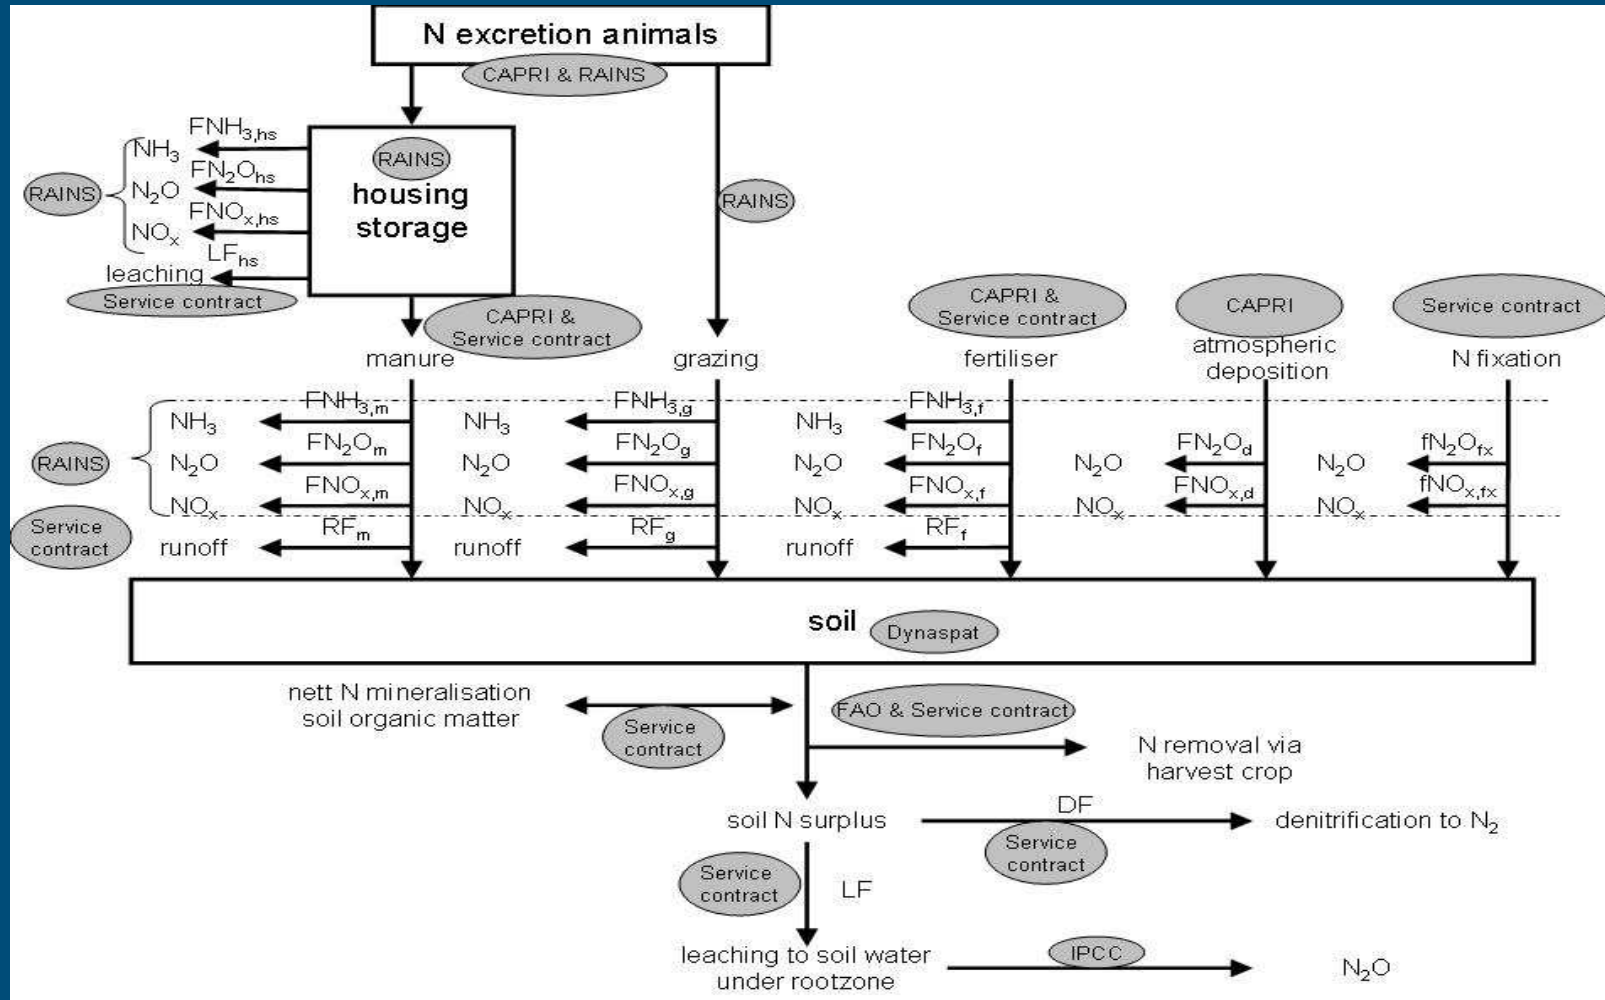 N excretion animals
CAPRI & RAINS
RAINS
housing
storage
RAINS
NH₃
N₂O
NOₓ
FNH₃,hs
FN₂Ohs
FNOₓ,hs
LFhs
leaching
Service contract
RAINS
CAPRI &
Service contract
CAPRI &
Service contract
CAPRI
Service contract
manure
grazing
fertiliser
atmospheric
deposition
N fixation
RAINS
NH₃
FNH₃,m
NH₃
FNH₃,g
NH₃
FNH₃,f
N₂O
FN₂Om
N₂O
FN₂Og
N₂O
FN₂Of
N₂O
FN₂Od
N₂O
fN₂Ofx
NOₓ
FNOₓ,m
NOₓ
FNOₓ,g
NOₓ
FNOₓ,f
NOₓ
FNOₓ,d
NOₓ
fNOₓ,fx
Service
contract
runoff
RFm
runoff
RFg
runoff
RFf
soil
Dynaspat
nett N mineralisation
soil organic matter
Service
contract
FAO & Service contract
N removal via
harvest crop
soil N surplus
DF
Service
contract
denitrification to N₂
Service
contract
LF
leaching to soil water
under rootzone
IPCC
N₂O